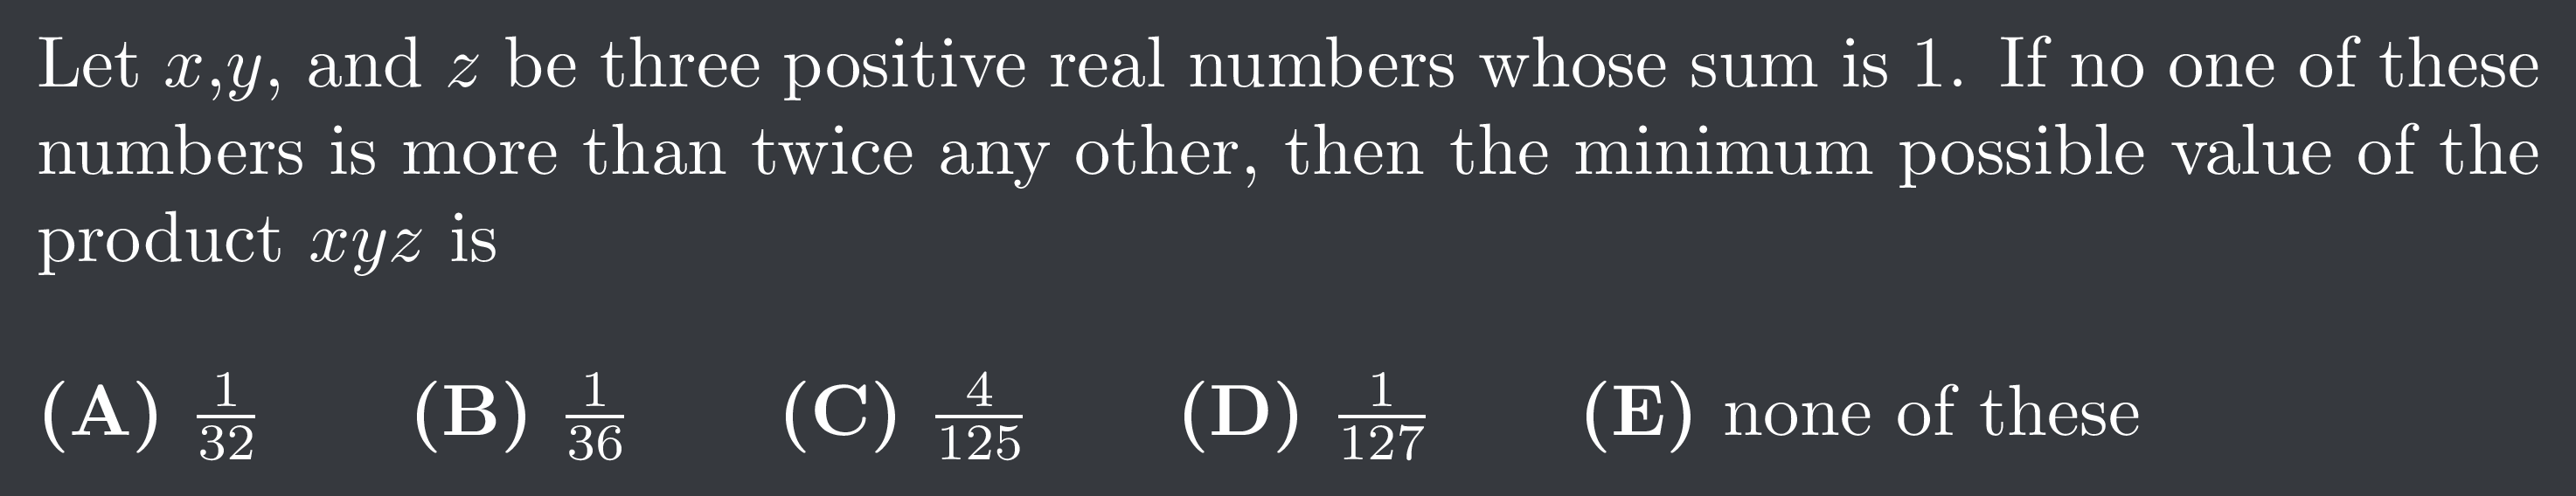 Let x,y, and z be three positive real numbers whose sum is 1. If no one of these
numbers is more than twice any other, then the minimum possible value of the
product xyz is
(A) 1/32 (B) 1/36 (C) 4/125 (D) 1/127 (E) none of these